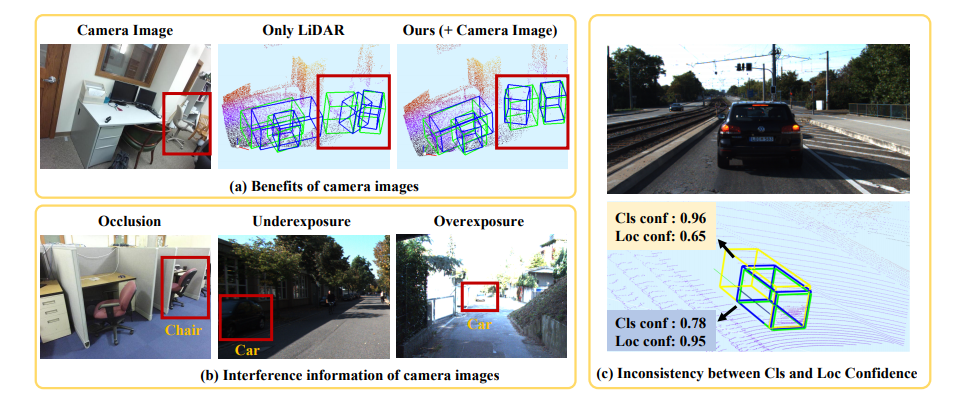 Camera Image
Only LiDAR
Ours (+ Camera Image)
(a) Benefits of camera images
Occlusion
Underexposure
Overexposure
Chair
Car
Car
(b) Interference information of camera images
Cls conf : 0.96
Loc conf: 0.65
Cls conf : 0.78
Loc conf: 0.95
(c) Inconsistency between Cls and Loc Confidence